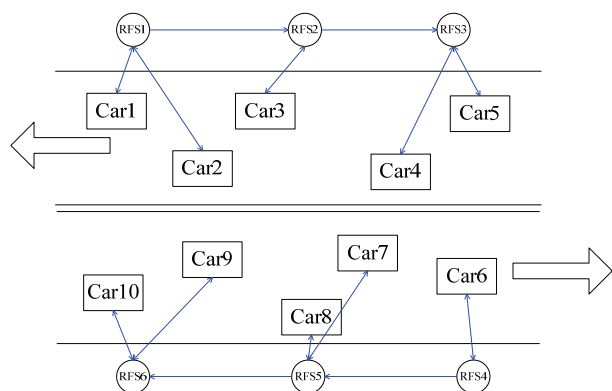 RFS1 RFS2 RFS3
Car1 Car3 Car5
Car2 Car4
Car9 Car7
Car10 Car6
Car8
RFS6 RFS5 RFS4